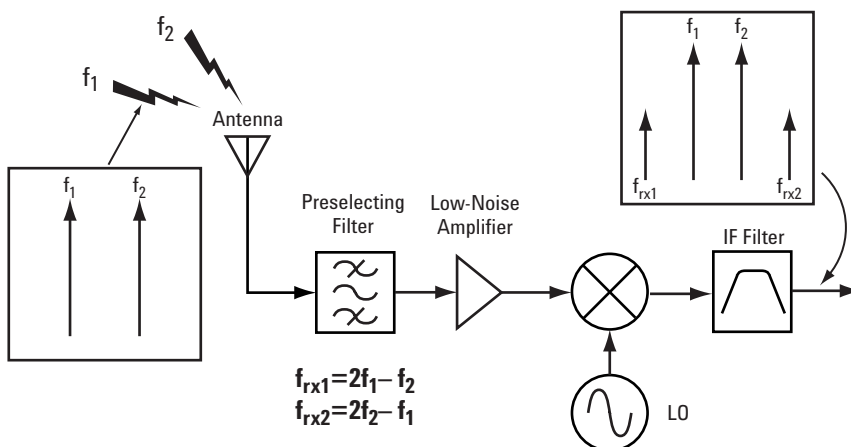 f2
f1
Antenna
f1
f2
f1
f2
frx1
frx2
Preselecting
Filter
Low-Noise
Amplifier
IF Filter
frx1=2f1– f2
frx2=2f2– f1
LO